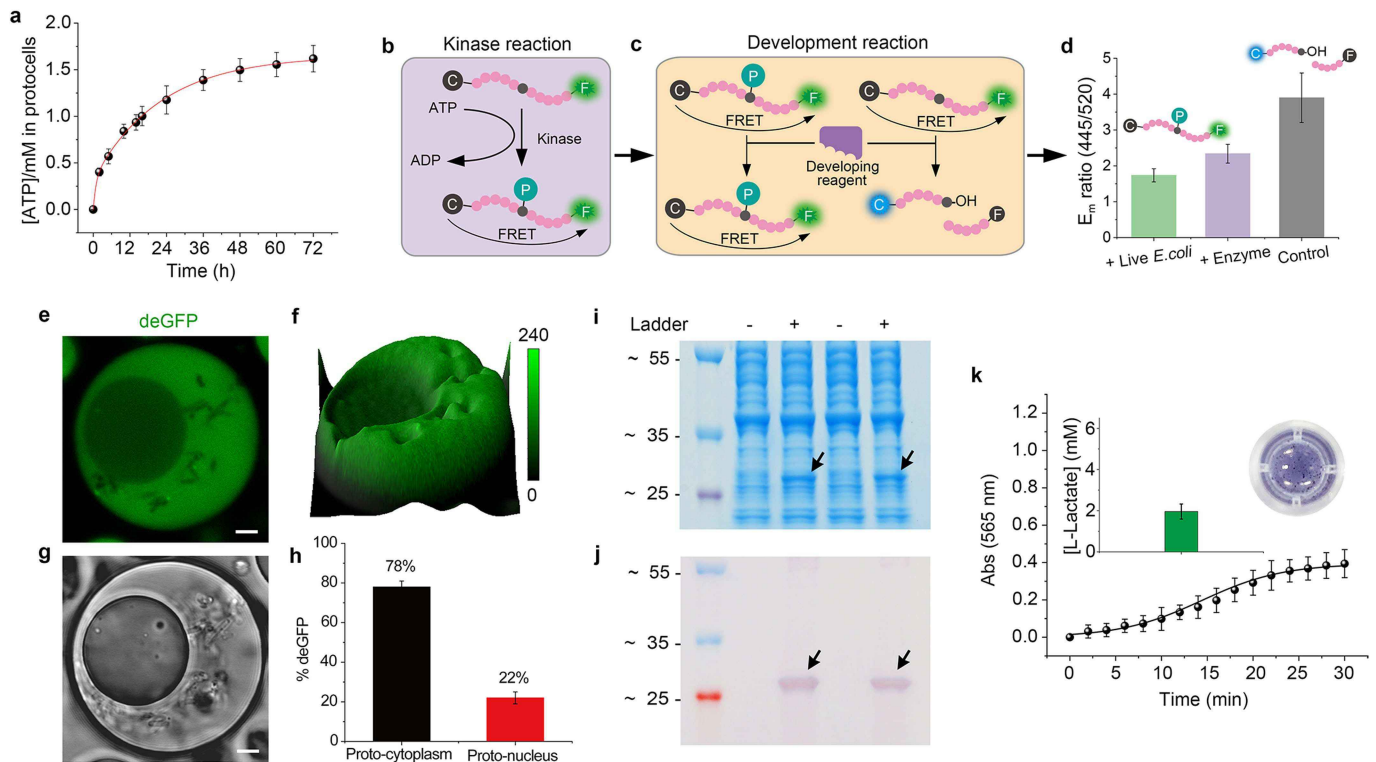 a
[ATP]/mM in protocells
2.0
1.5
1.0
0.5
0.0
0 12 24 36 48 60 72
Time (h)
b
Kinase reaction
C
F
ATP
Kinase
ADP
P
C
F
FRET
c
Development reaction
P
C
F
C
F
FRET
FRET
Developing
reagent
P
C
F
FRET
C
OH
F
d
Em ratio (445/520)
5
4
3
2
1
0
C
OH
F
P
C
F
+ Live E.coli
+ Enzyme
Control
e
deGFP
f
240
0
g
h
% deGFP
100
80
60
40
20
0
78%
22%
Proto-cytoplasm
Proto-nucleus
i
Ladder - + - +
~ 55 -
~ 35 -
~ 25 -
j
~ 55 -
~ 35 -
~ 25 -
k
Abs (565 nm)
1.2
1.0
0.8
0.6
0.4
0.2
0.0
[L-Lactate] (mM)
6
4
2
0
0 5 10 15 20 25 30
Time (min)